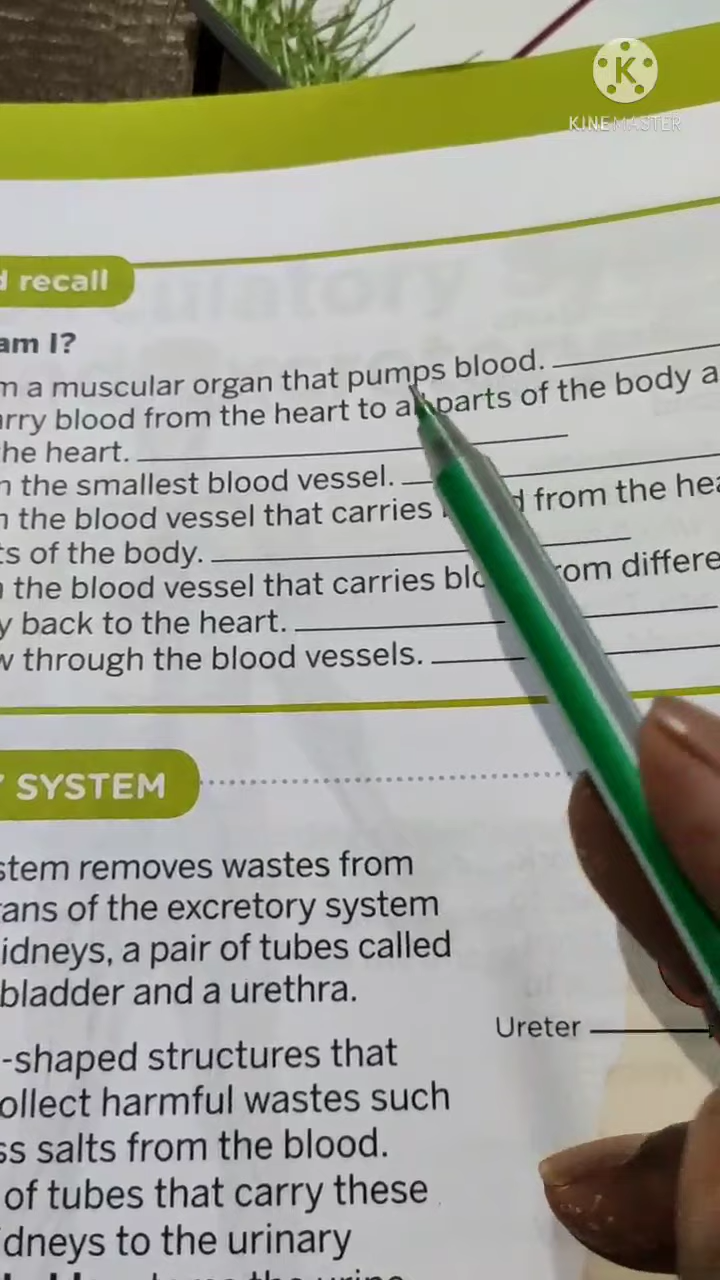 KINEMASTER
d recall
am I?
m a muscular organ that pumps blood.
arry blood from the heart to all parts of the body a
he heart.
n the smallest blood vessel.
n the blood vessel that carries from the hea
ts of the body.
the blood vessel that carries blo rom differe
y back to the heart.
w through the blood vessels.
Y SYSTEM
stem removes wastes from
ans of the excretory system
idneys, a pair of tubes called
bladder and a urethra.
Ureter
-shaped structures that
ollect harmful wastes such
ss salts from the blood.
of tubes that carry these
dneys to the urinary